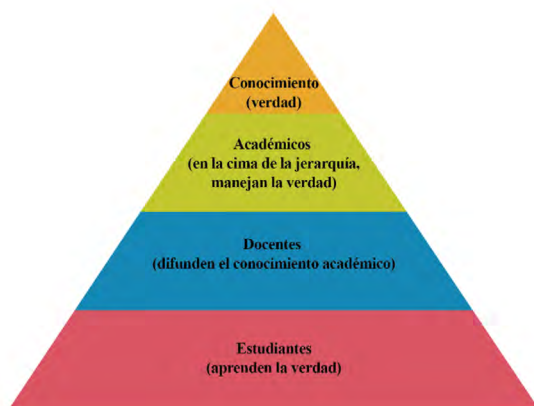 Conocimiento
(verdad)
Académicos
(en la cima de la jerarquía,
manejan la verdad)
Docentes
(difunden el conocimiento académico)
Estudiantes
(aprenden la verdad)